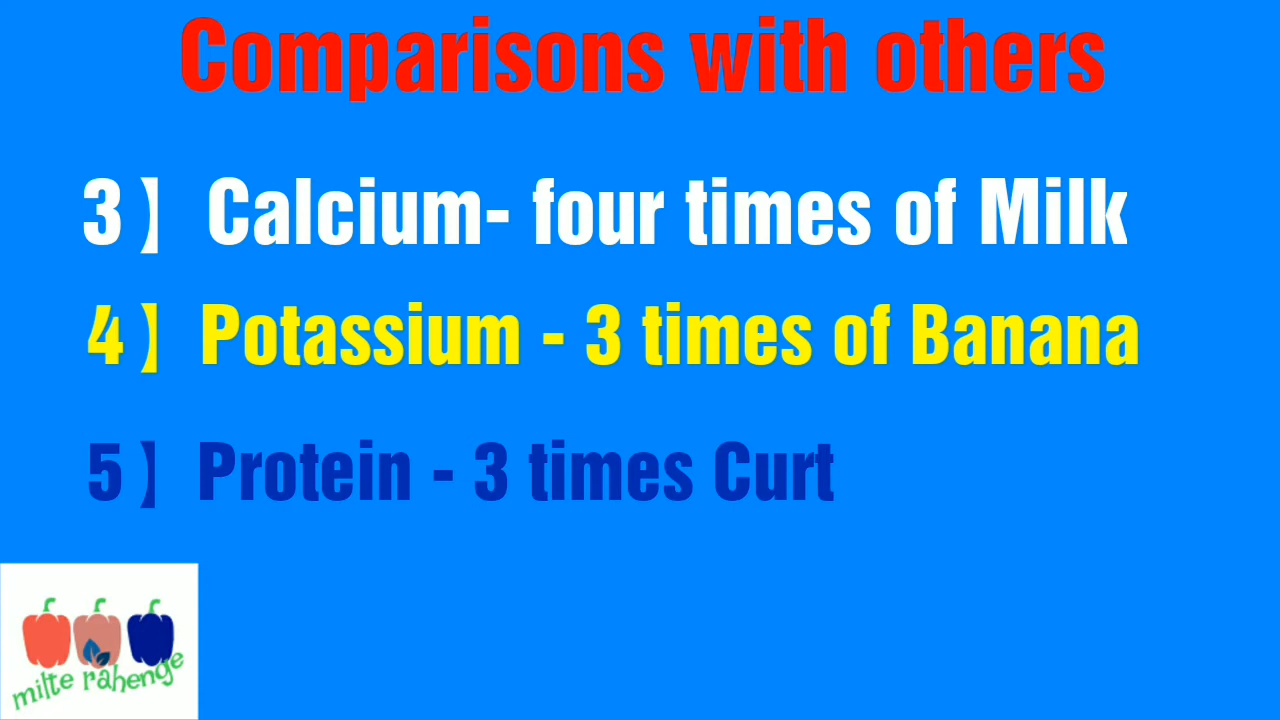 Comparisons with others
3】 Calcium- four times of Milk
4】 Potassium - 3 times of Banana
5】 Protein - 3 times Curt
milte rahenge